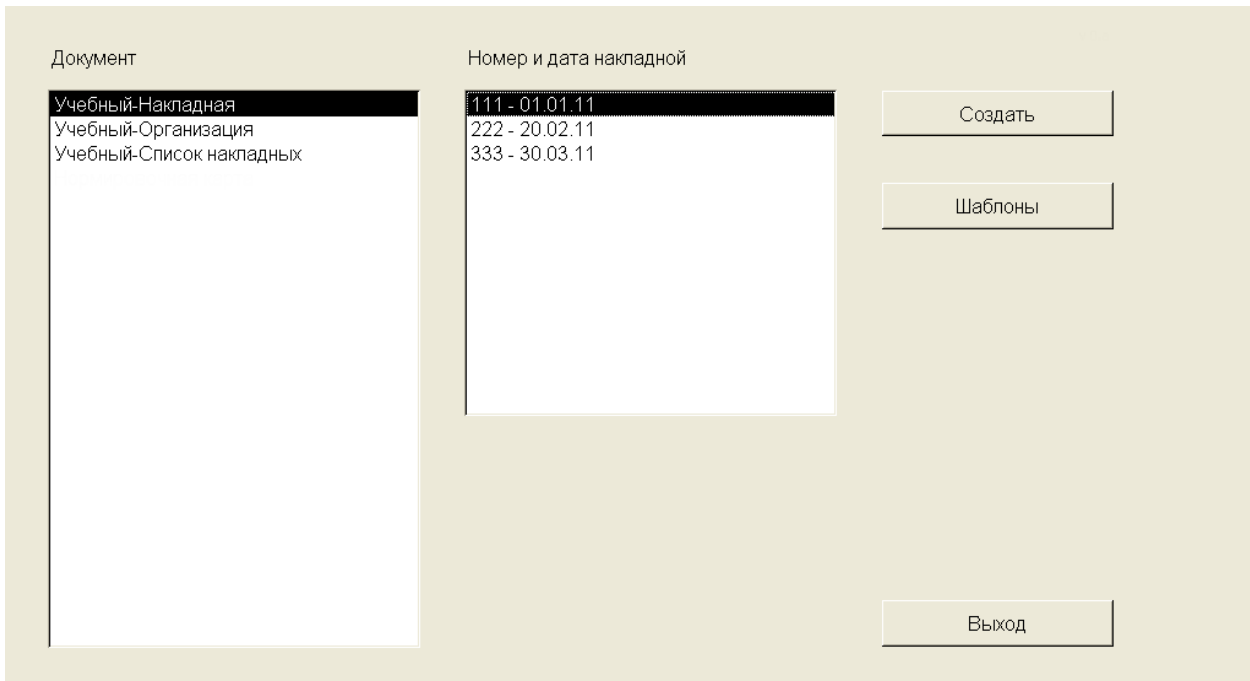 Документ
Учебный-Накладная
Учебный-Организация
Учебный-Список накладных
Номер и дата накладной
111 - 01.01.11
222 - 20.02.11
333 - 30.03.11
Создать
Шаблоны
Выход